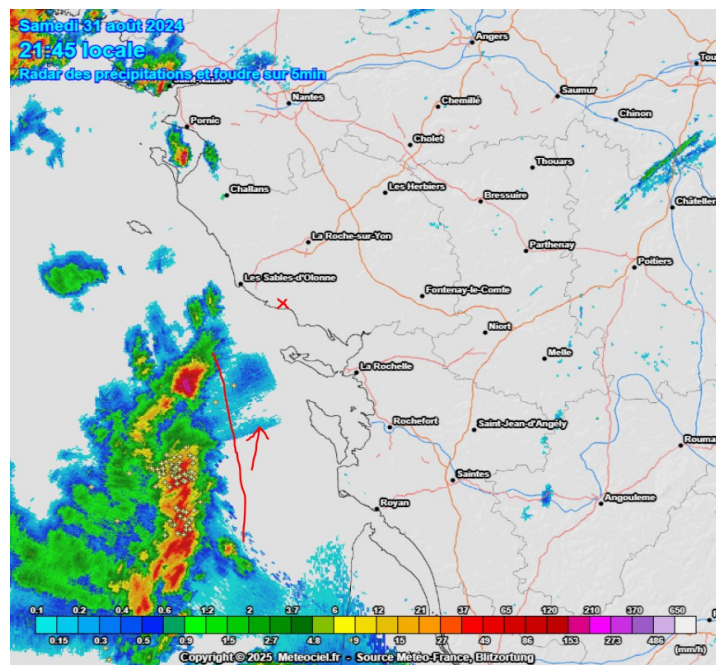 Samedi 31 août 2024
21:45 locale
Radar des précipitations et foudre sur 5min
Angers
Nantes
Chemillé
Saumur
Chinon
Pornic
Cholet
Thouars
Challans
Les Herbiers
Bressuire
Châteller
La Roche-sur-Yon
Parthenay
Poitiers
Les Sables-d'Olonne
Fontenay-le-Comte
Niort
Melle
La Rochelle
Rochefort
Saint-Jean-d'Angély
Rouma
Saintes
Royan
Angouleme
0.1 0.2 0.4 0.6 1.2 2 3.7 6 12 21 37 65 120 210 370 650
0.15 0.3 0.5 0.9 1.5 2.7 4.8 9 15 27 49 86 153 273 486 (mm/h)
Copyright © 2025 Meteociel.fr - Source Météo-France, Blitzortung